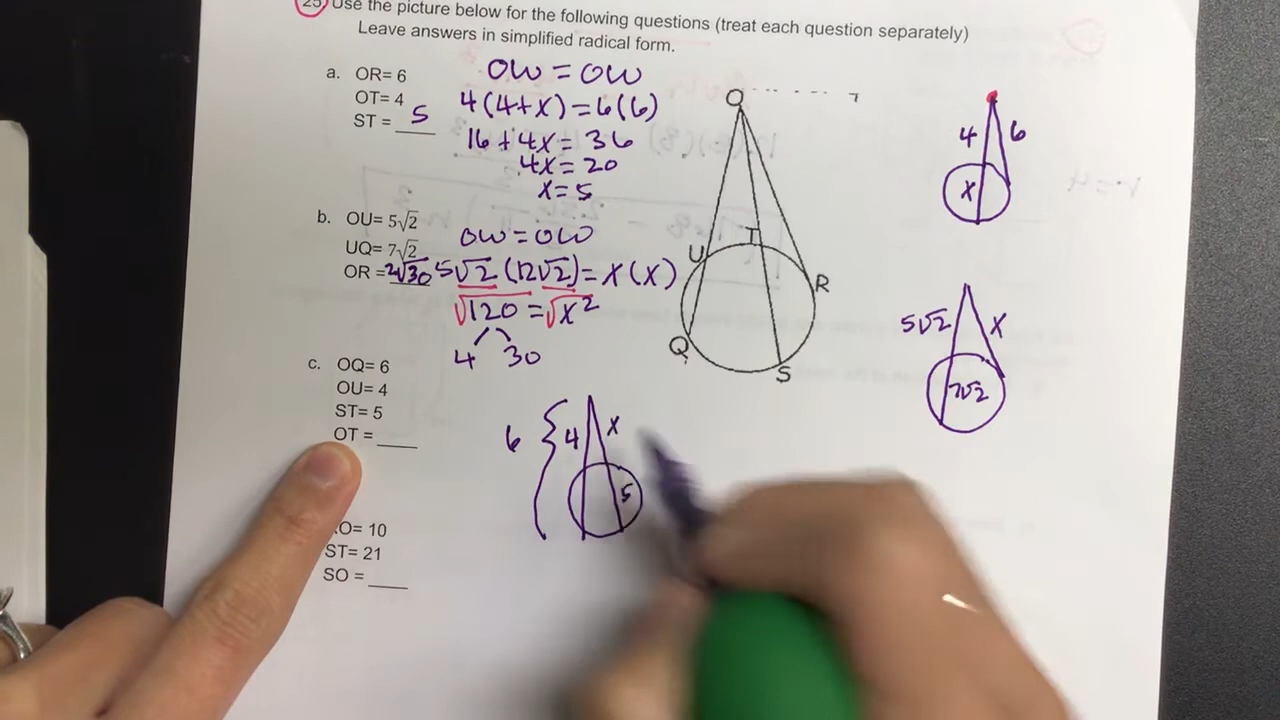 25) Use the picture below for the following questions (treat each question separately)
Leave answers in simplified radical form.
a. OR= 6
OT= 4
ST = 5
OW = OW
4(4+x) = 6(6)
16 + 4x = 36
4x = 20
x = 5
b. OU= 5√2
UQ= 7√2
OR = 2√30
OW = OW
5√2 (12√2) = x(x)
√120 = √x²
4 30
c. OQ= 6
OU= 4
ST= 5
OT = ____
6 4 x
5
O= 10
ST= 21
SO = ____
O
U T R
Q S
4 6
x
5√2 x
7√2